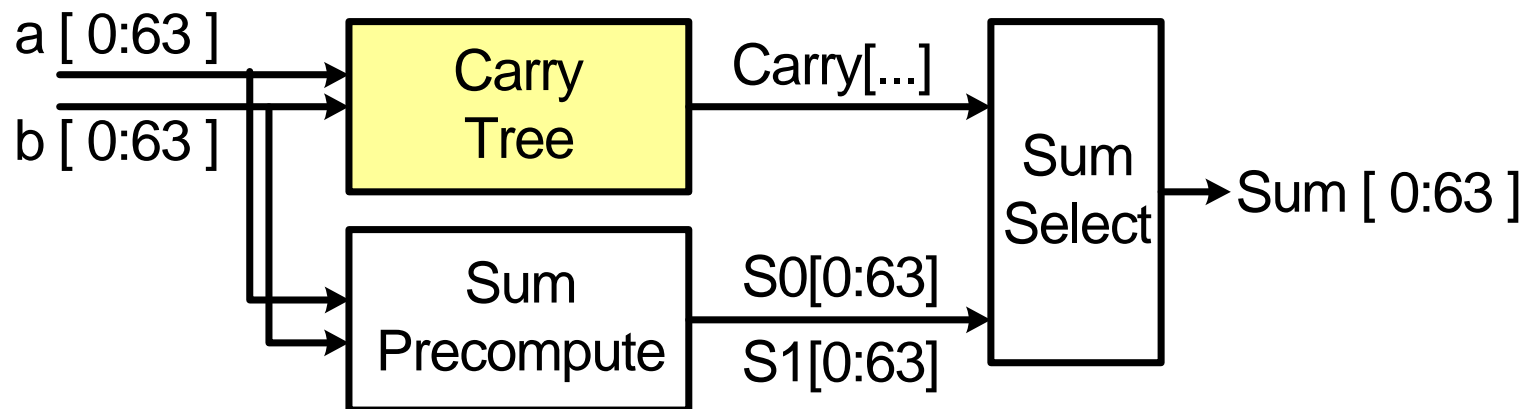 a [ 0:63 ]
b [ 0:63 ]
Carry
Tree
Carry[...]
Sum
Precompute
S0[0:63]
S1[0:63]
Sum
Select
Sum [ 0:63 ]